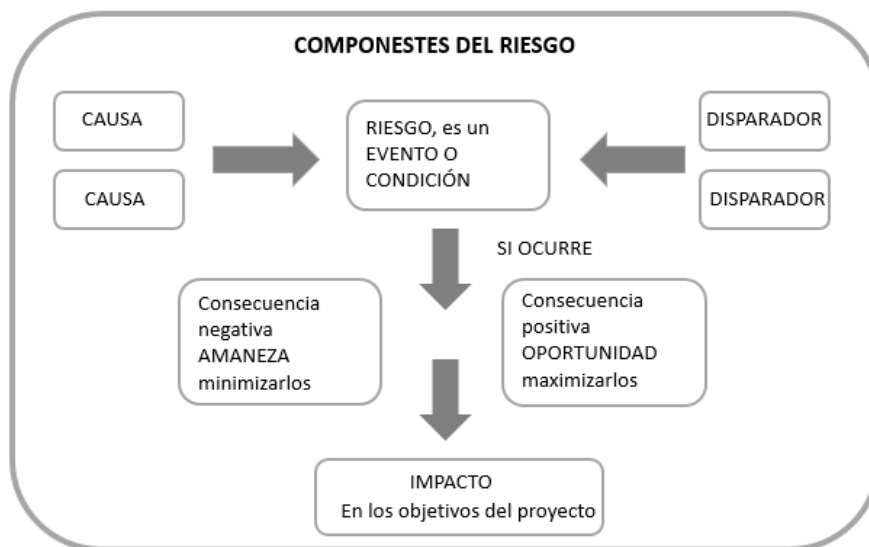 COMPONESTES DEL RIESGO
CAUSA
CAUSA
RIESGO, es un
EVENTO O
CONDICIÓN
DISPARADOR
DISPARADOR
SI OCURRE
Consecuencia
negativa
AMANEZA
minimizarlos
Consecuencia
positiva
OPORTUNIDAD
maximizarlos
IMPACTO
En los objetivos del proyecto